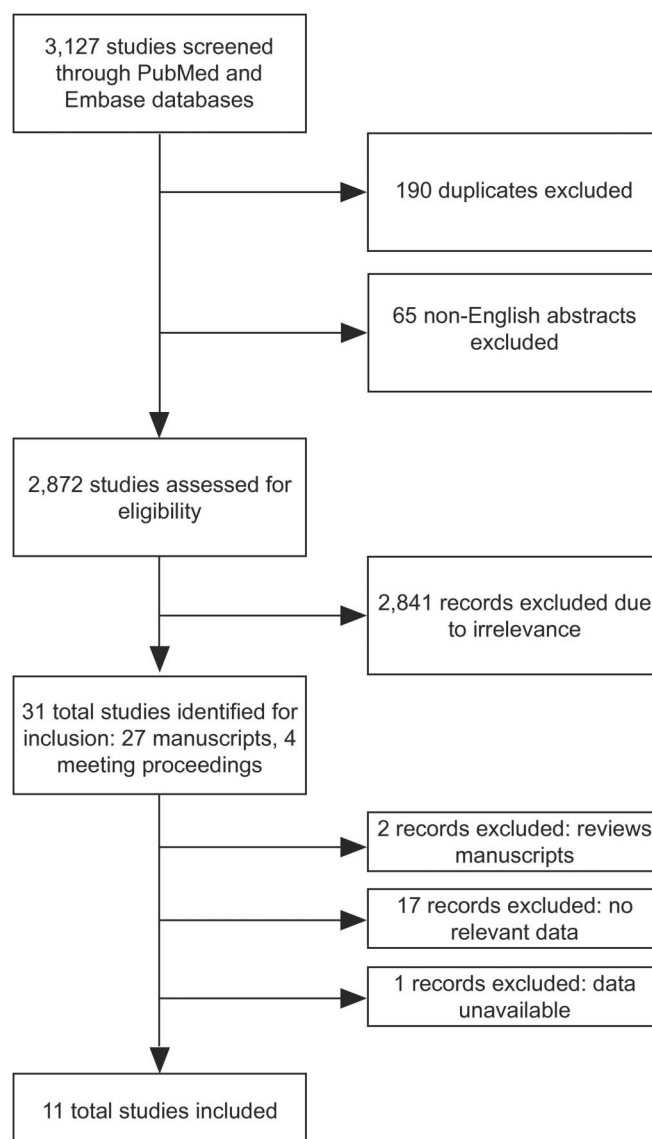 3,127 studies screened
through PubMed and
Embase databases
190 duplicates excluded
65 non-English abstracts
excluded
2,872 studies assessed for
eligibility
2,841 records excluded due
to irrelevance
31 total studies identified for
inclusion: 27 manuscripts, 4
meeting proceedings
2 records excluded: reviews
manuscripts
17 records excluded: no
relevant data
1 records excluded: data
unavailable
11 total studies included